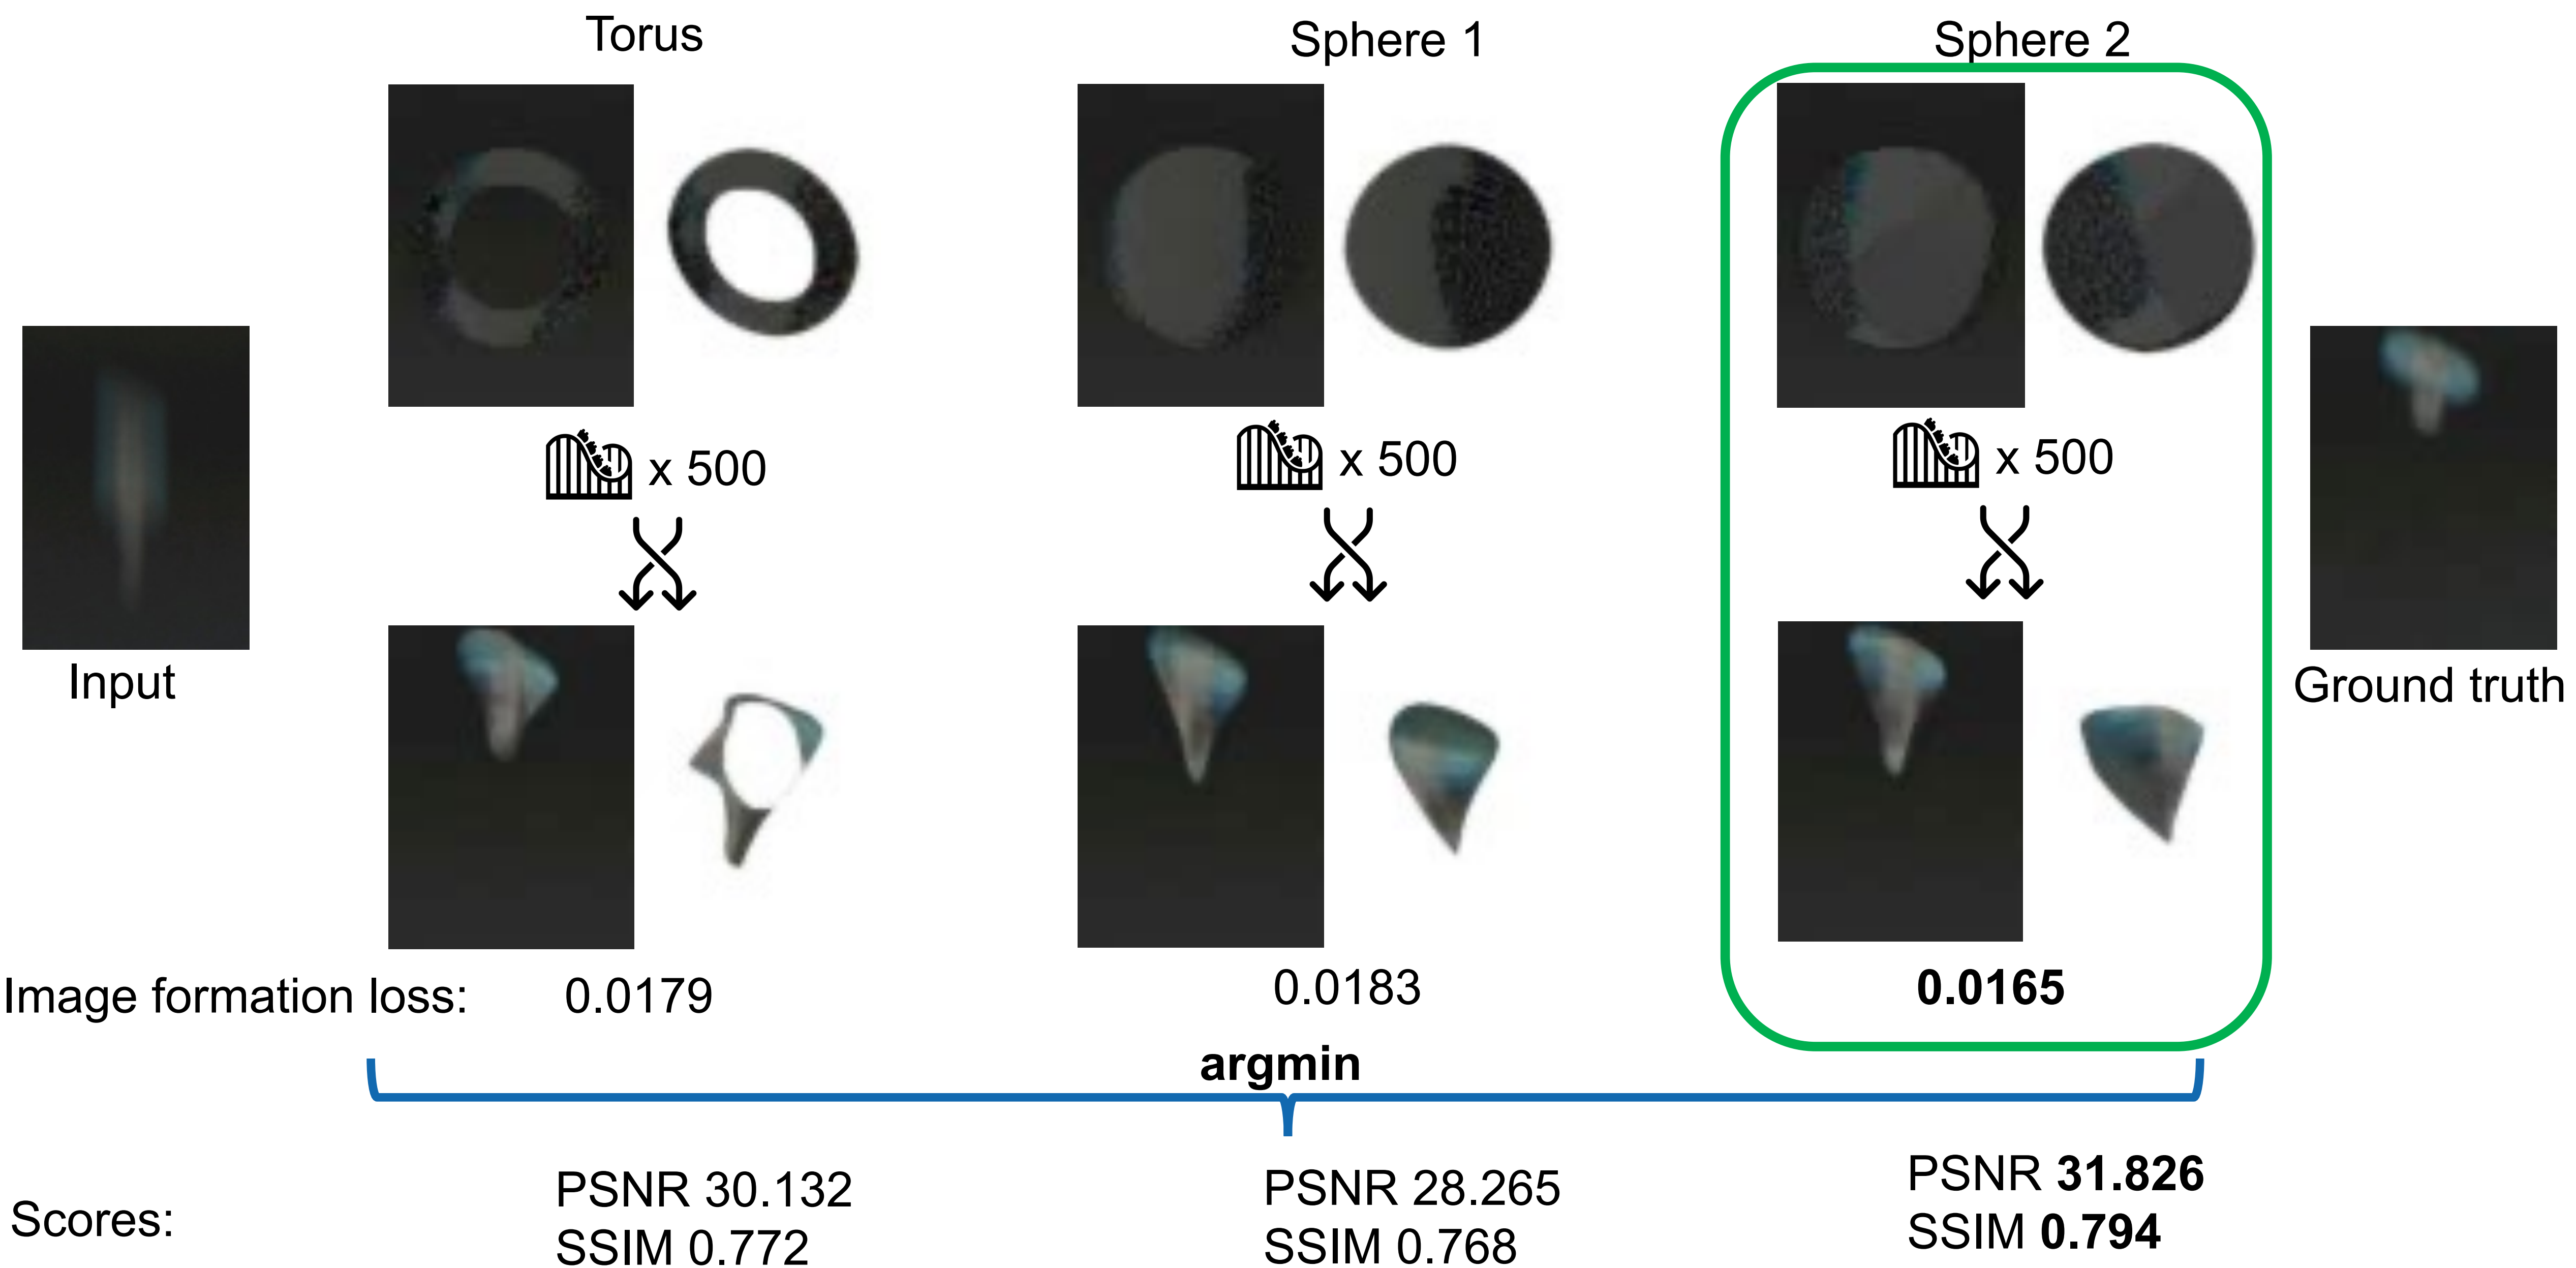 Torus
Sphere 1
Sphere 2
x 500
x 500
x 500
Input
Ground truth
Image formation loss: 0.0179 0.0183 0.0165
argmin
Scores:
PSNR 30.132
SSIM 0.772
PSNR 28.265
SSIM 0.768
PSNR 31.826
SSIM 0.794